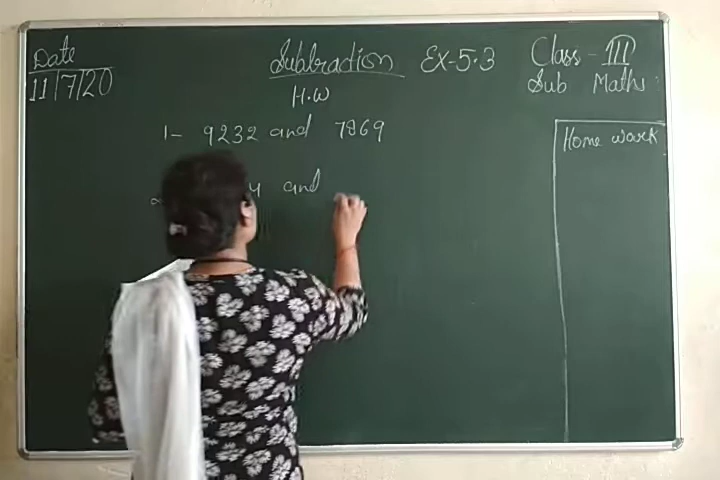 Date
11/7/20
Subtraction Ex-5.3
H.W
Class - III
Sub Maths
1- 9232 and 7869
4 and
Home work